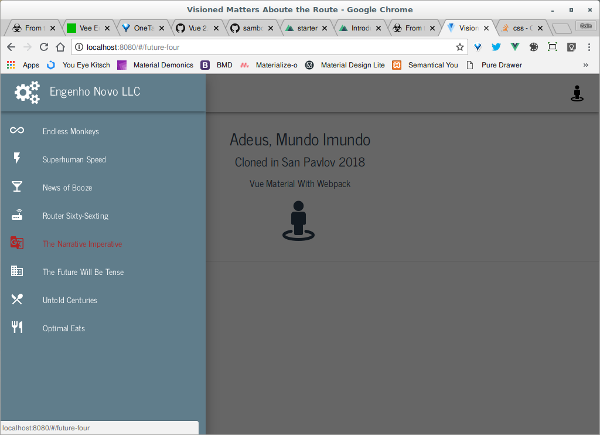 Visioned Matters Aboute the Route - Google Chrome
From
Vee E
OneT
Vue 2
samb
starter
Introdu
From
Vision
css -
localhost:8080/#/future-four
Apps
You Eye Kitsch
Material Demonics
BMD
Materialize-o
Material Design Lite
Semantical You
Pure Drawer
»
Engenho Novo LLC
Endless Monkeys
Superhuman Speed
News of Booze
Router Sixty-Sexting
The Narrative Imperative
The Future Will Be Tense
Untold Centuries
Optimal Eats
Adeus, Mundo Imundo
Cloned in San Pavlov 2018
Vue Material With Webpack
localhost:8080/#/future-four